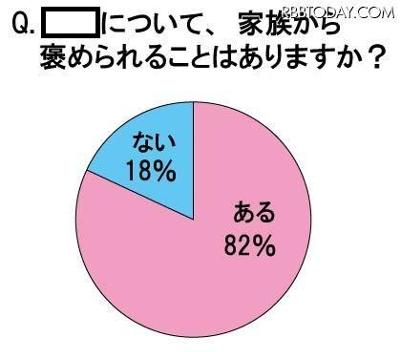 RBBTODAY.COM
Q.について、家族から
褒められることはありますか？
ない
18%
ある
82%